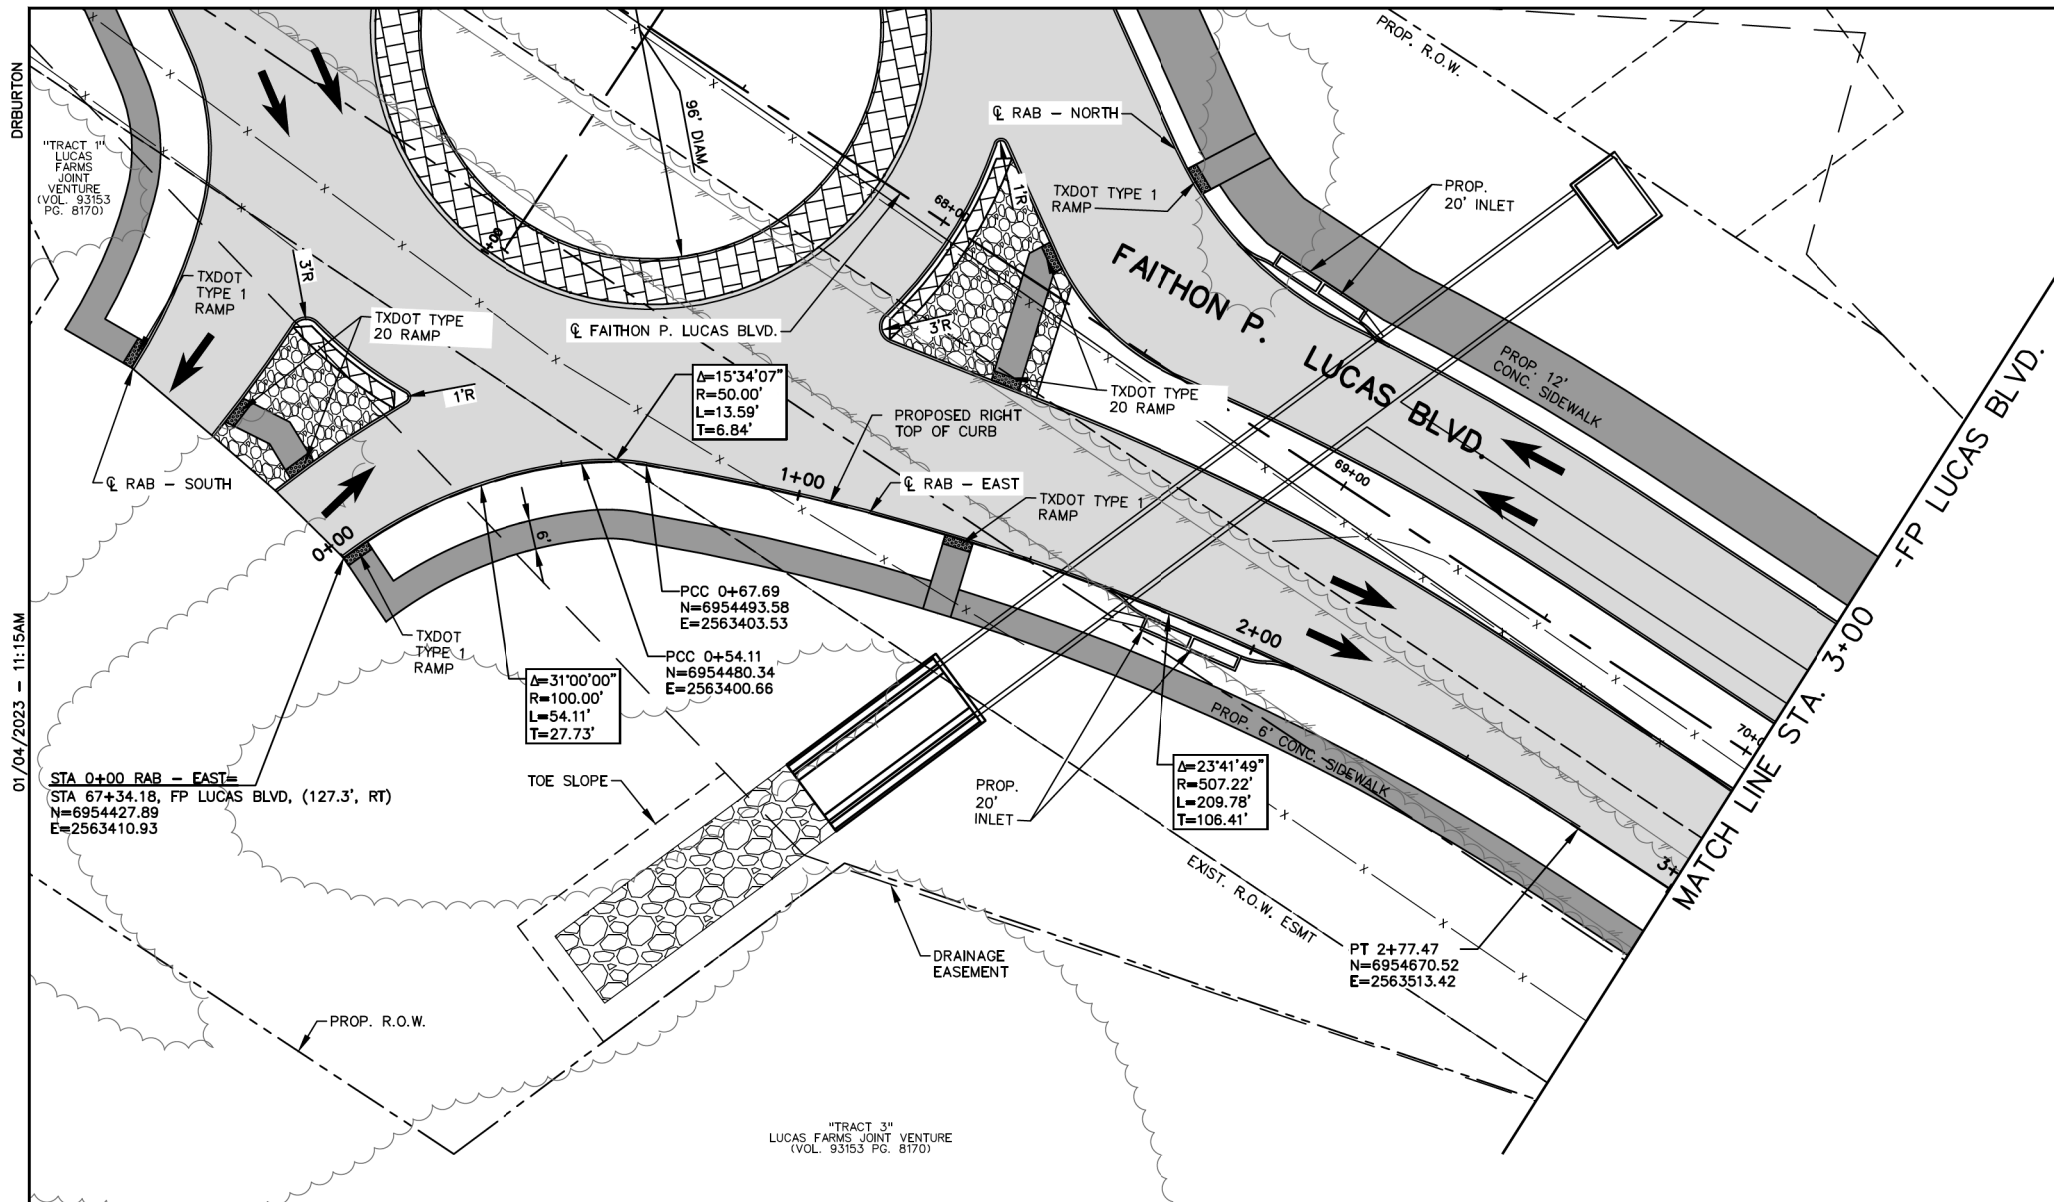 DRBURTON
01/04/2023 - 11:15AM
"TRACT 1"
LUCAS
FARMS
JOINT
VENTURE
(VOL. 93153
PG. 8170)
PROP. R.O.W.
96' DIAM.
℄ RAB - NORTH
TXDOT TYPE 1
RAMP
PROP.
20' INLET
1'R
68+00
TXDOT
TYPE 1
RAMP
3'R
TXDOT TYPE
20 RAMP
℄ FAITHON P. LUCAS BLVD.
3'R
FAITHON P. LUCAS BLVD.
PROP. 12'
CONC. SIDEWALK
1'R
Δ=15°34'07"
R=50.00'
L=13.59'
T=6.84'
PROPOSED RIGHT
TOP OF CURB
TXDOT TYPE
20 RAMP
℄ RAB - SOUTH
1+00
℄ RAB - EAST
69+00
TXDOT TYPE 1
RAMP
0+00
6'
PCC 0+67.69
N=6954493.58
E=2563403.53
TXDOT
TYPE 1
RAMP
PCC 0+54.11
N=6954480.34
E=2563400.66
2+00
Δ=31°00'00"
R=100.00'
L=54.11'
T=27.73'
PROP. 6' CONC. SIDEWALK
STA 0+00 RAB - EAST=
STA 67+34.18, FP LUCAS BLVD, (127.3', RT)
N=6954427.89
E=2563410.93
TOE SLOPE
PROP.
20'
INLET
Δ=23°41'49"
R=507.22'
L=209.78'
T=106.41'
70+0
3+
MATCH LINE STA. 3+00
-FP LUCAS BLVD.
EXIST. R.O.W. ESMT
DRAINAGE
EASEMENT
PT 2+77.47
N=6954670.52
E=2563513.42
PROP. R.O.W.
"TRACT 3"
LUCAS FARMS JOINT VENTURE
(VOL. 93153 PG. 8170)